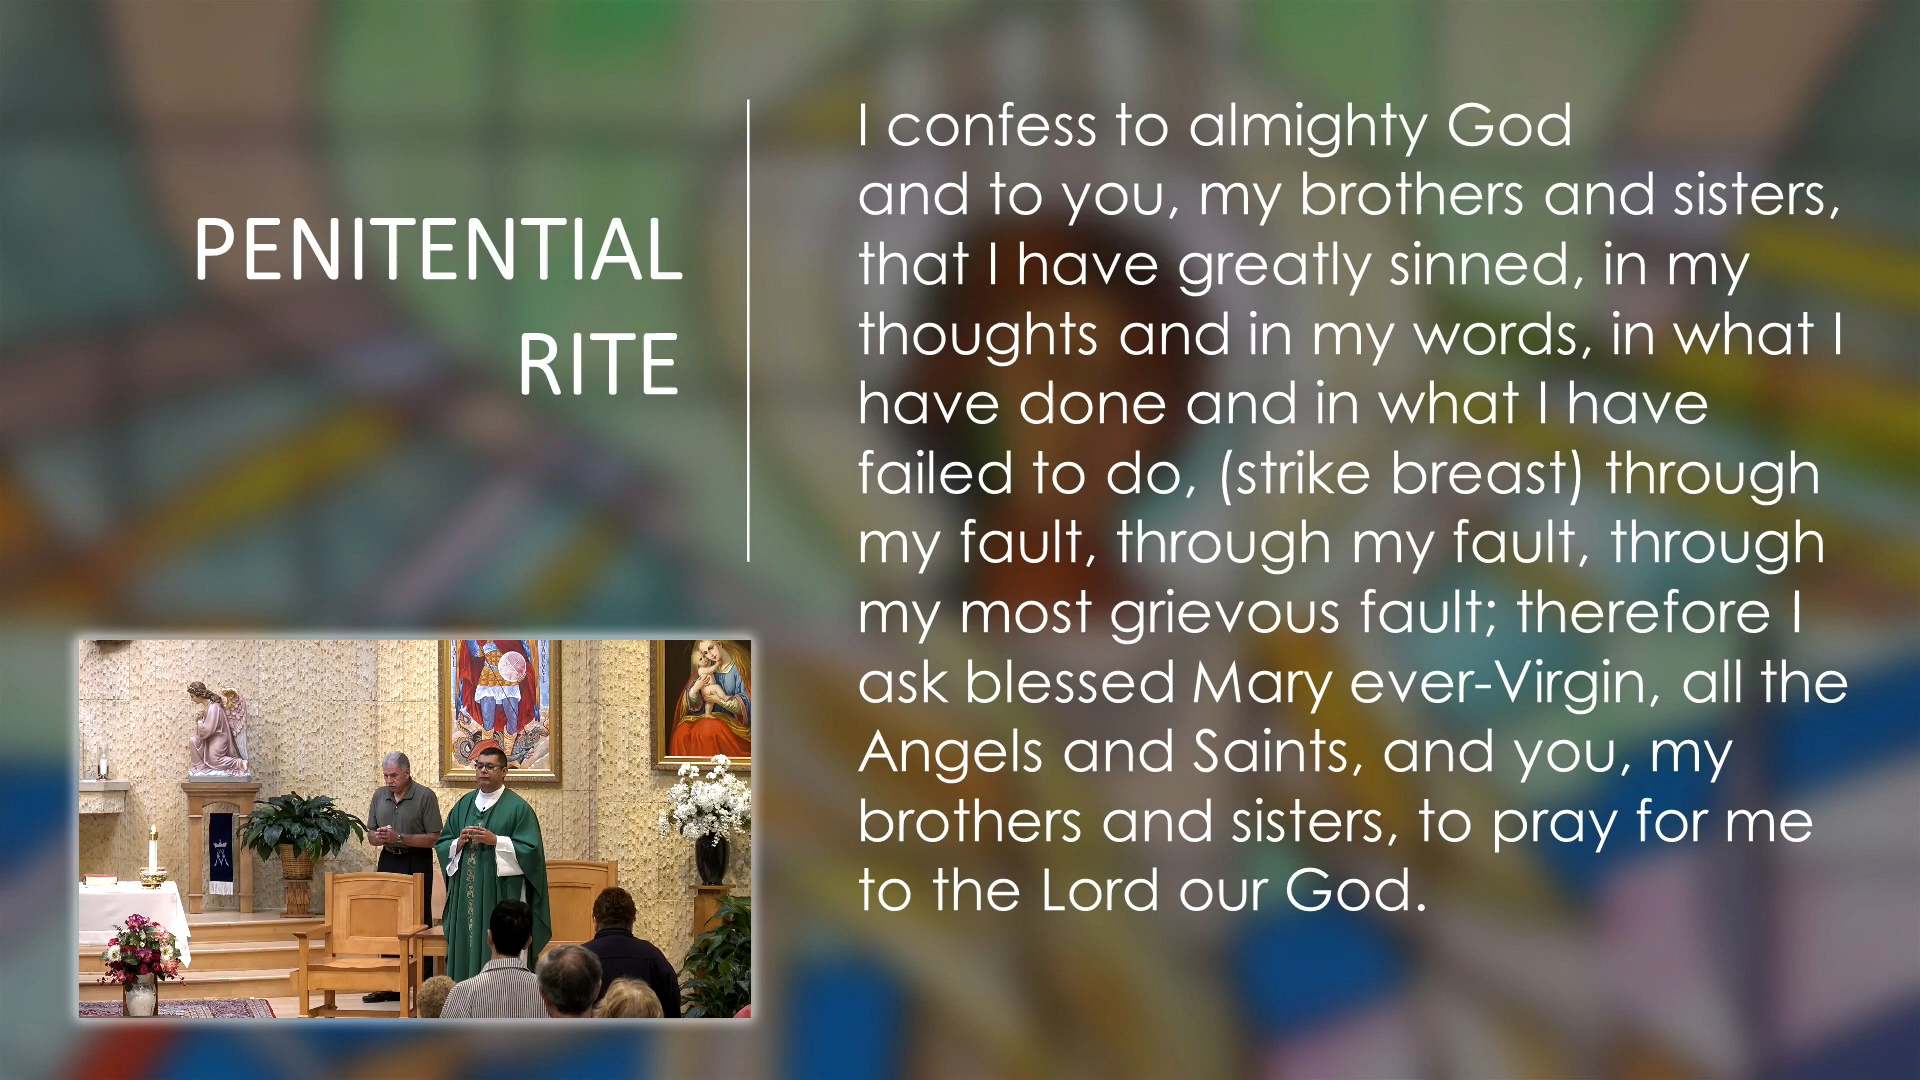 PENITENTIAL
RITE
I confess to almighty God
and to you, my brothers and sisters,
that I have greatly sinned, in my
thoughts and in my words, in what I
have done and in what I have
failed to do, (strike breast) through
my fault, through my fault, through
my most grievous fault; therefore I
ask blessed Mary ever-Virgin, all the
Angels and Saints, and you, my
brothers and sisters, to pray for me
to the Lord our God.